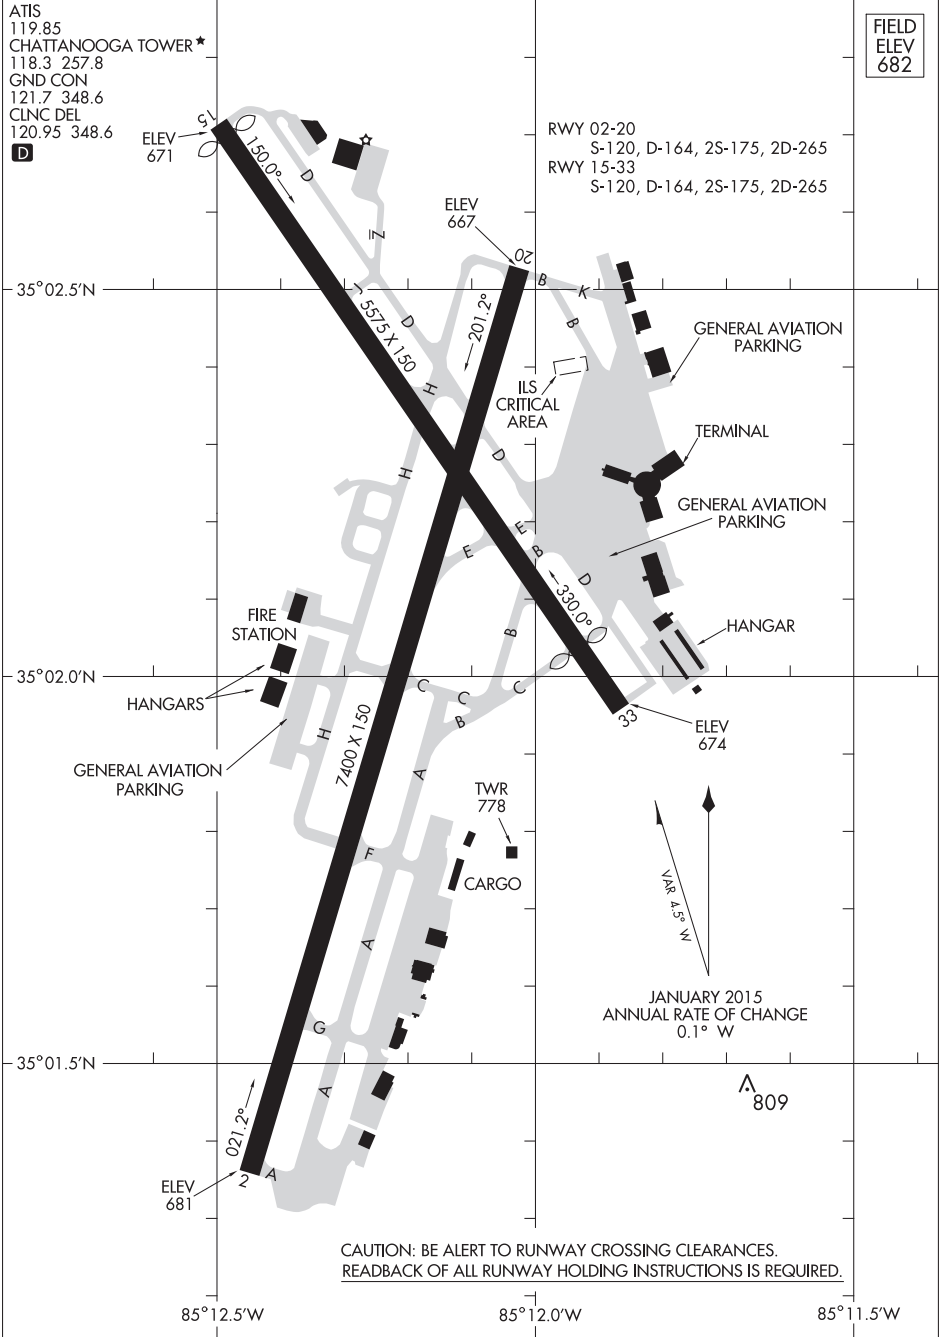 ATIS
119.85
CHATTANOOGA TOWER★
118.3 257.8
GND CON
121.7 348.6
CLNC DEL
120.95 348.6
D
FIELD
ELEV
682
15
ELEV
671
150.0°
D
Z
RWY 02-20
S-120, D-164, 2S-175, 2D-265
RWY 15-33
S-120, D-164, 2S-175, 2D-265
ELEV
667
20
B
K
B
35°02.5'N
J
5575 X 150
D
201.2°
GENERAL AVIATION
PARKING
ILS
CRITICAL
AREA
H
TERMINAL
D
H
GENERAL AVIATION
PARKING
E
E
B
D
330.0°
FIRE
STATION
B
HANGAR
35°02.0'N
HANGARS
C
C
C
B
33
ELEV
674
H
7400 X 150
A
GENERAL AVIATION
PARKING
TWR
778
F
CARGO
VAR 4.5° W
A
JANUARY 2015
ANNUAL RATE OF CHANGE
0.1° W
G
35°01.5'N
A
809
021.2°
2
A
ELEV
681
CAUTION: BE ALERT TO RUNWAY CROSSING CLEARANCES.
READBACK OF ALL RUNWAY HOLDING INSTRUCTIONS IS REQUIRED.
85°12.5'W
85°12.0'W
85°11.5'W